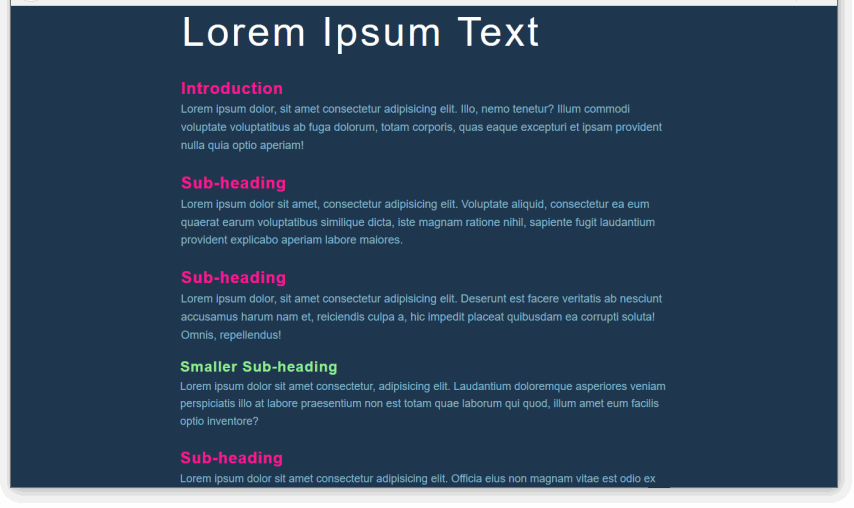 Lorem Ipsum Text
Introduction
Lorem ipsum dolor, sit amet consectetur adipisicing elit. Illo, nemo tenetur? Illum commodi
voluptate voluptatibus ab fuga dolorum, totam corporis, quas eaque excepturi et ipsam provident
nulla quia optio aperiam!
Sub-heading
Lorem ipsum dolor sit amet, consectetur adipisicing elit. Voluptate aliquid, consectetur ea eum
quaerat earum voluptatibus similique dicta, iste magnam ratione nihil, sapiente fugit laudantium
provident explicabo aperiam labore maiores.
Sub-heading
Lorem ipsum dolor, sit amet consectetur adipisicing elit. Deserunt est facere veritatis ab nesciunt
accusamus harum nam et, reiciendis culpa a, hic impedit placeat quibusdam ea corrupti soluta!
Omnis, repellendus!
Smaller Sub-heading
Lorem ipsum dolor sit amet consectetur, adipisicing elit. Laudantium doloremque asperiores veniam
perspiciatis illo at labore praesentium non est totam quae laborum qui quod, illum amet eum facilis
optio inventore?
Sub-heading
Lorem ipsum dolor sit amet consectetur adipisicing elit. Officia eius non magnam vitae est odio ex